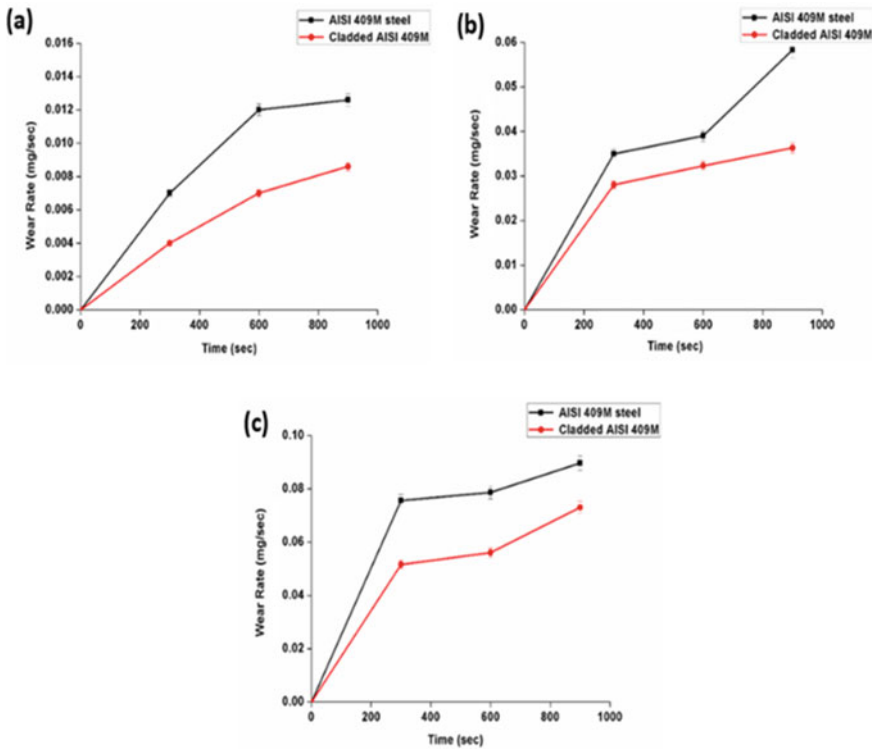 (a)
AISI 409M steel
Cladded AISI 409M
0.016
0.014
0.012
0.010
0.008
0.006
0.004
0.002
0.000
Wear Rate (mg/sec)
0 200 400 600 800 1000
Time (sec)
(b)
AISI 409M steel
Cladded AISI 409M
0.06
0.05
0.04
0.03
0.02
0.01
0.00
Wear Rate (mg/sec)
0 200 400 600 800 1000
Time (sec)
(c)
AISI 409M steel
Cladded AISI 409M
0.10
0.08
0.06
0.04
0.02
0.00
Wear Rate (mg/sec)
0 200 400 600 800 1000
Time (sec)